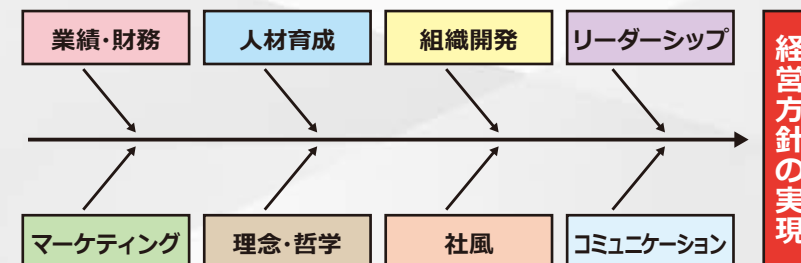 業績・財務
人材育成
組織開発
リーダーシップ
経営方針の実現
マーケティング
理念・哲学
社風
コミュニケーション